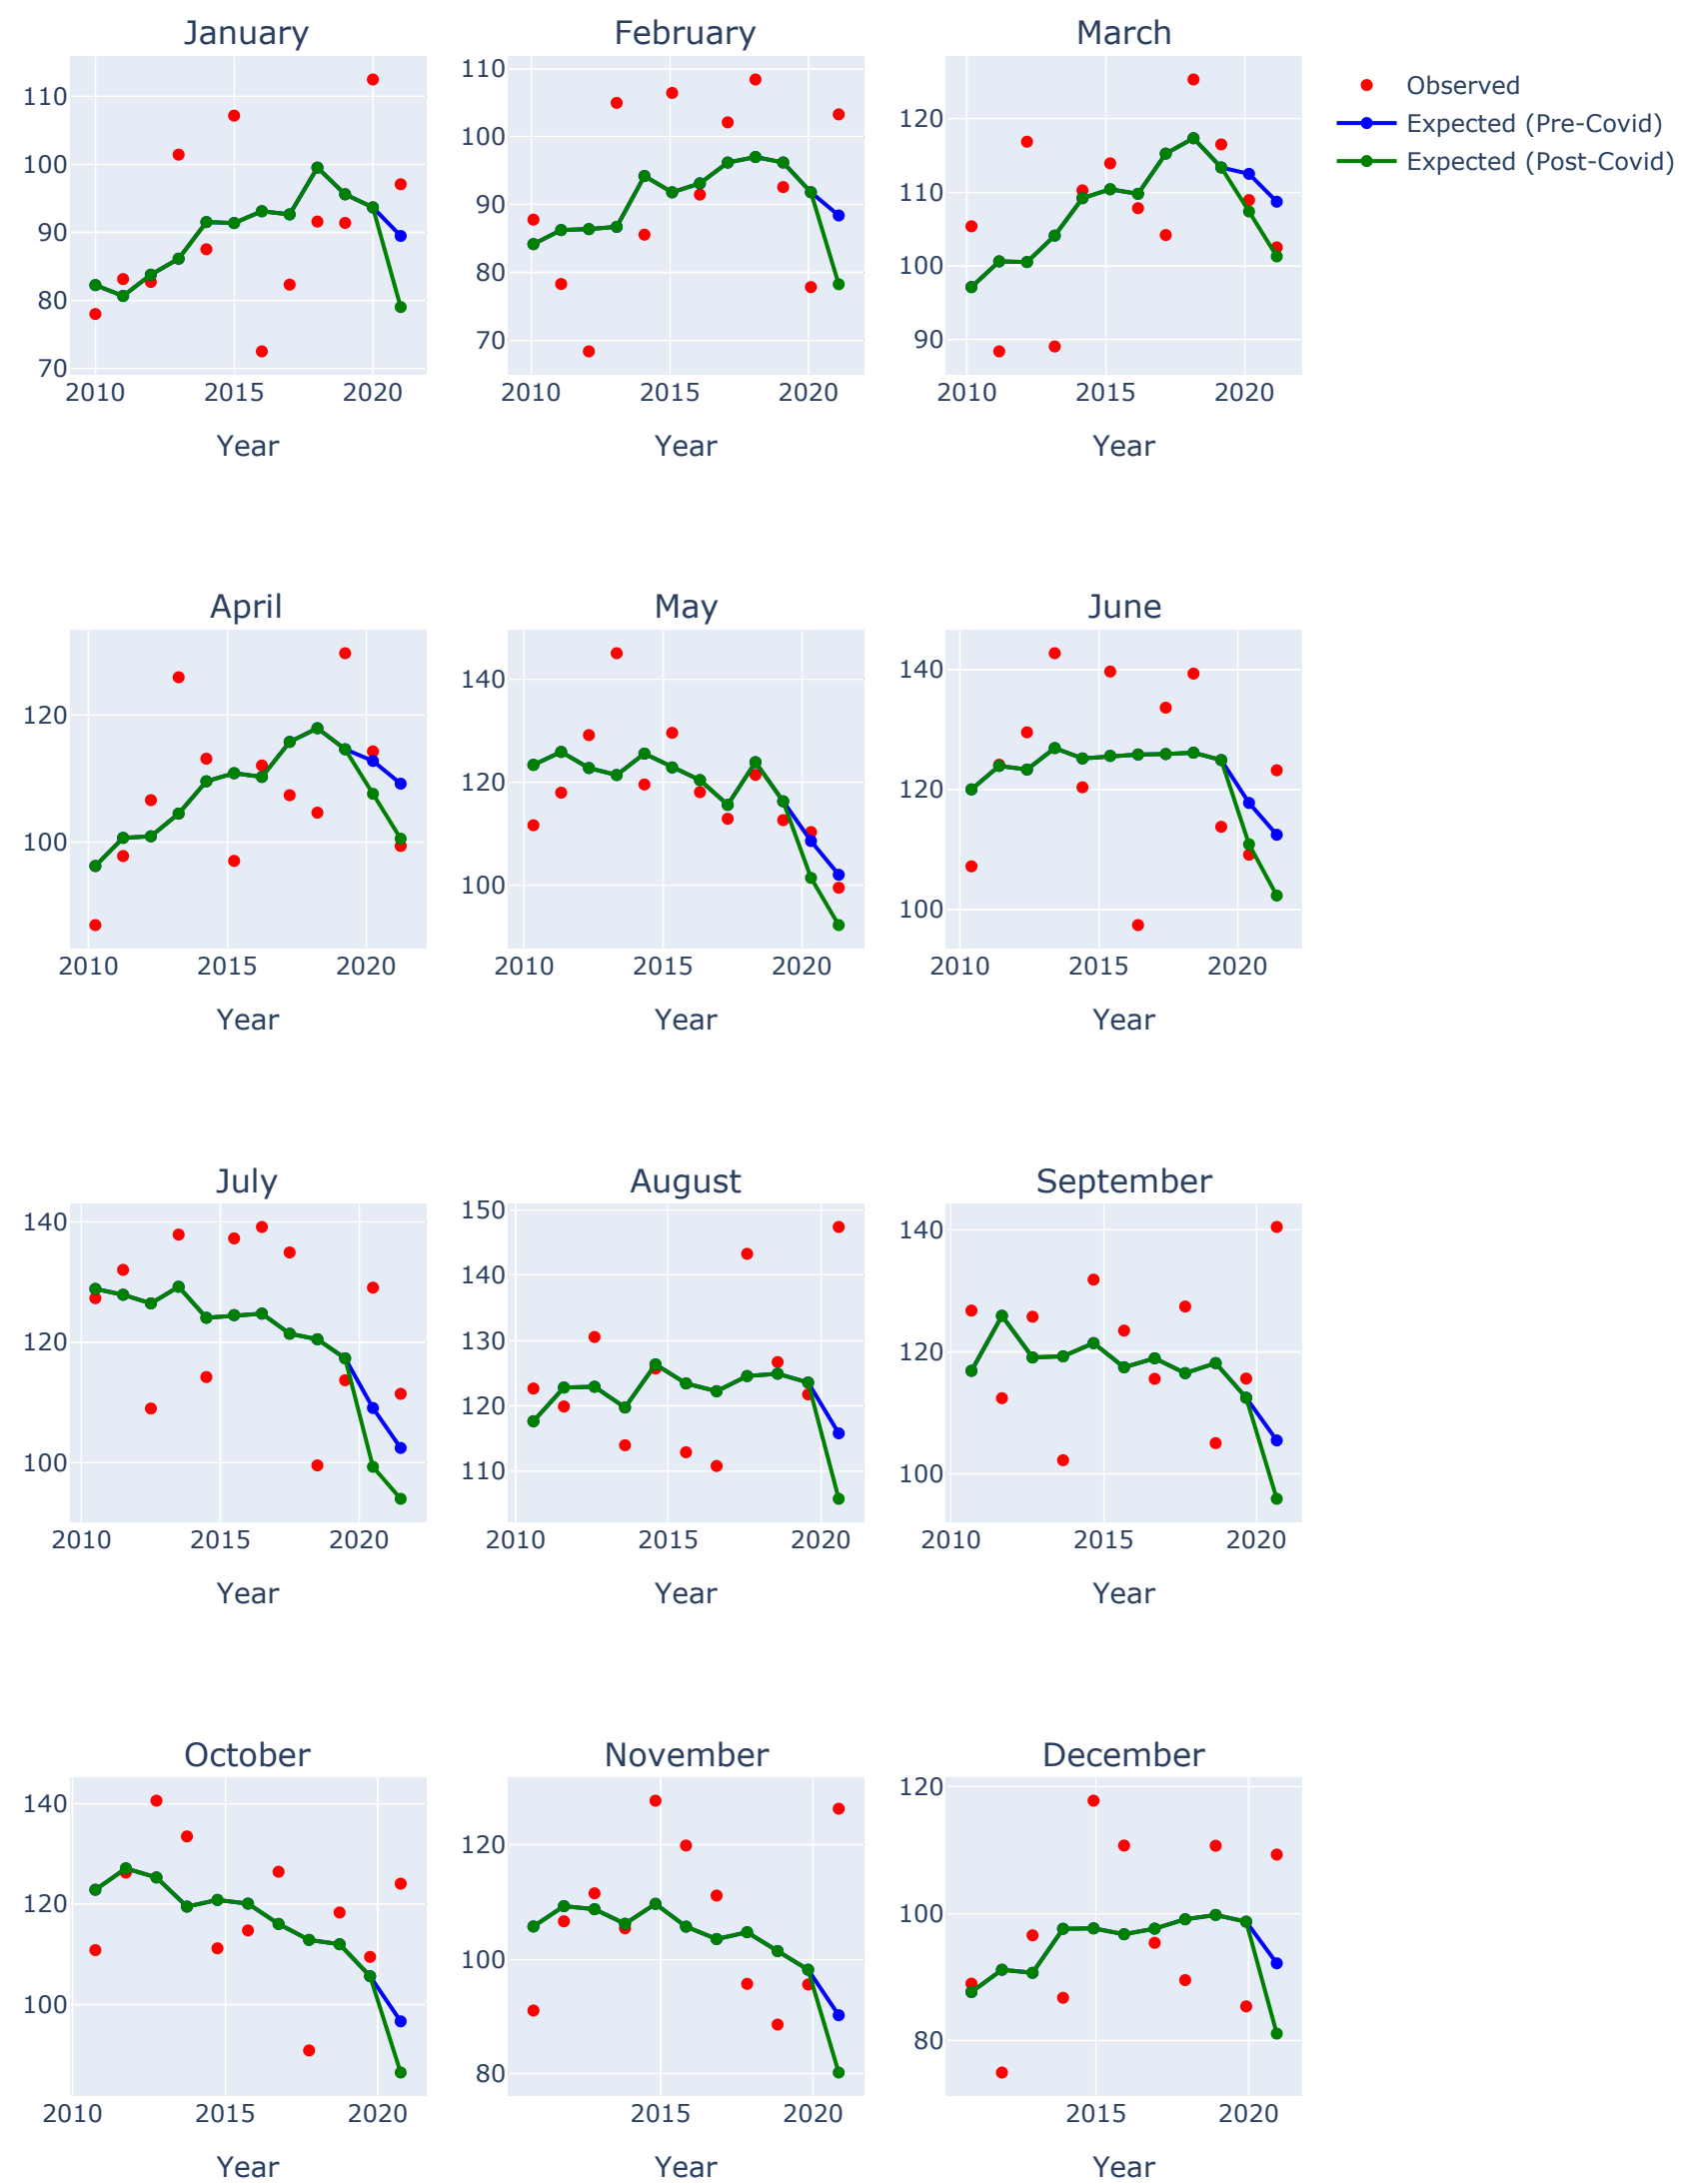 January
February
March
110
100
90
80
70
2010
2015
2020
Year
110
100
90
80
70
2010
2015
2020
Year
120
110
100
90
2010
2015
2020
Year
Observed
Expected (Pre-Covid)
Expected (Post-Covid)
April
May
June
120
100
2010
2015
2020
Year
140
120
100
2010
2015
2020
Year
140
120
100
2010
2015
2020
Year
July
August
September
140
120
100
2010
2015
2020
Year
150
140
130
120
110
2010
2015
2020
Year
140
120
100
2010
2015
2020
Year
October
November
December
140
120
100
2010
2015
2020
Year
120
100
80
2015
2020
Year
120
100
80
2015
2020
Year